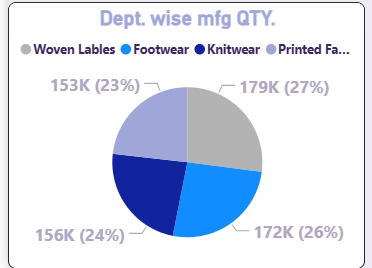 Dept. wise mfg QTY.
Woven Lables Footwear Knitwear Printed Fa...
153K (23%) 179K (27%)
156K (24%) 172K (26%)